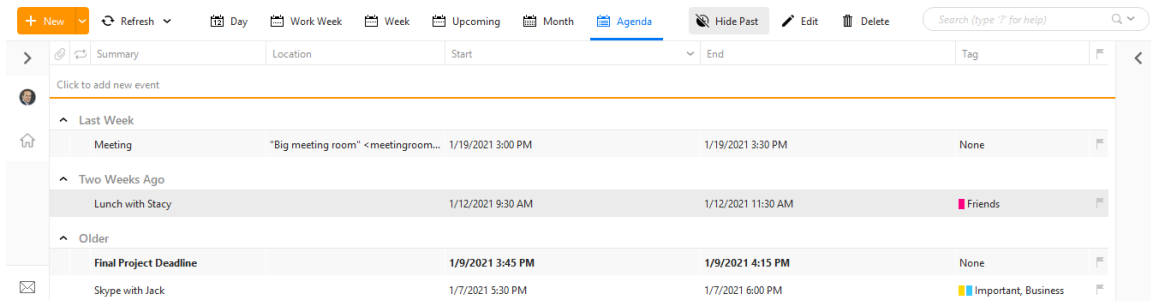 New Refresh 12 Day Work Week Week Upcoming Month Agenda Hide Past Edit Delete Search (type '?' for help)
Summary Location Start End Tag
Click to add new event
Last Week
Meeting "Big meeting room" <meetingroom... 1/19/2021 3:00 PM 1/19/2021 3:30 PM None
Two Weeks Ago
Lunch with Stacy 1/12/2021 9:30 AM 1/12/2021 11:30 AM Friends
Older
Final Project Deadline 1/9/2021 3:45 PM 1/9/2021 4:15 PM None
Skype with Jack 1/7/2021 5:30 PM 1/7/2021 6:00 PM Important, Business